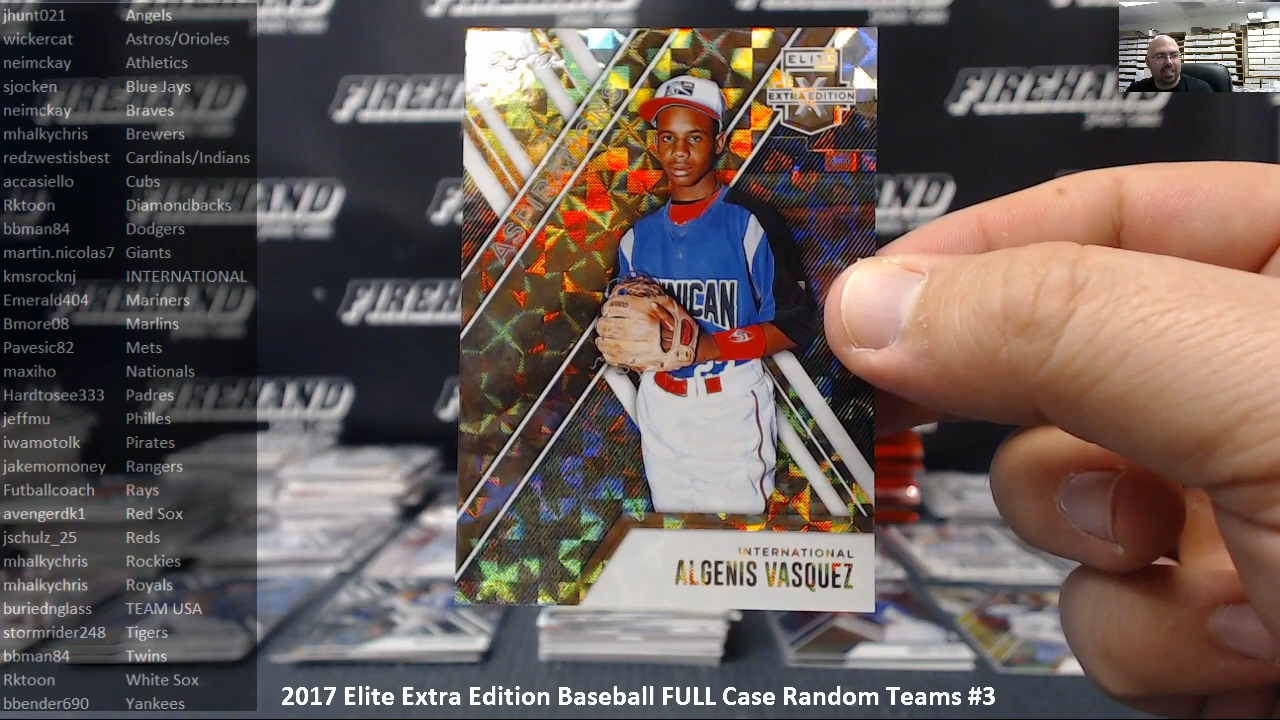 jhunt021 Angels
wickercat Astros/Orioles
neimckay Athletics
sjocken Blue Jays
neimckay Braves
mhalkychris Brewers
redzwestisbest Cardinals/Indians
accasiello Cubs
Rktoon Diamondbacks
bbman84 Dodgers
martin.nicolas7 Giants
kmsrocknj INTERNATIONAL
Emerald404 Mariners
Bmore08 Marlins
Pavesic82 Mets
maxiho Nationals
Hardtosee333 Padres
jeffmu Philles
iwamotolk Pirates
jakemomoney Rangers
Futballcoach Rays
avengerdk1 Red Sox
jschulz_25 Reds
mhalkychris Rockies
mhalkychris Royals
buriednglass TEAM USA
stormrider248 Tigers
bbman84 Twins
Rktoon White Sox
bbender690 Yankees
FIREHAND
FIREHAND
ELITE
X
EXTRA EDITION
INICAN
INTERNATIONAL
ALGENIS VASQUEZ
2017 Elite Extra Edition Baseball FULL Case Random Teams #3